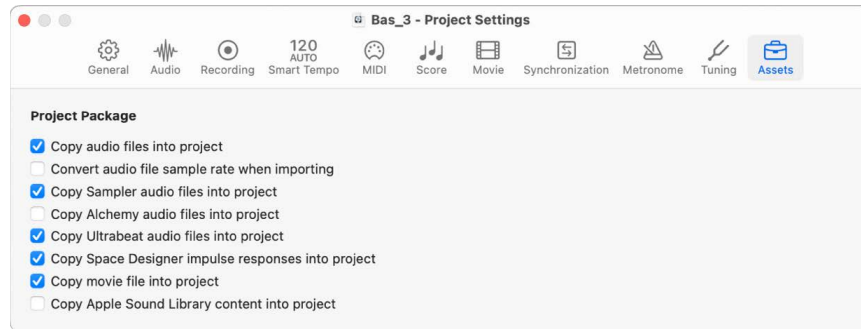 Bas_3 - Project Settings
General
Audio
Recording
120
AUTO
Smart Tempo
MIDI
Score
Movie
Synchronization
Metronome
Tuning
Assets
Project Package
Copy audio files into project
Convert audio file sample rate when importing
Copy Sampler audio files into project
Copy Alchemy audio files into project
Copy Ultrabeat audio files into project
Copy Space Designer impulse responses into project
Copy movie file into project
Copy Apple Sound Library content into project